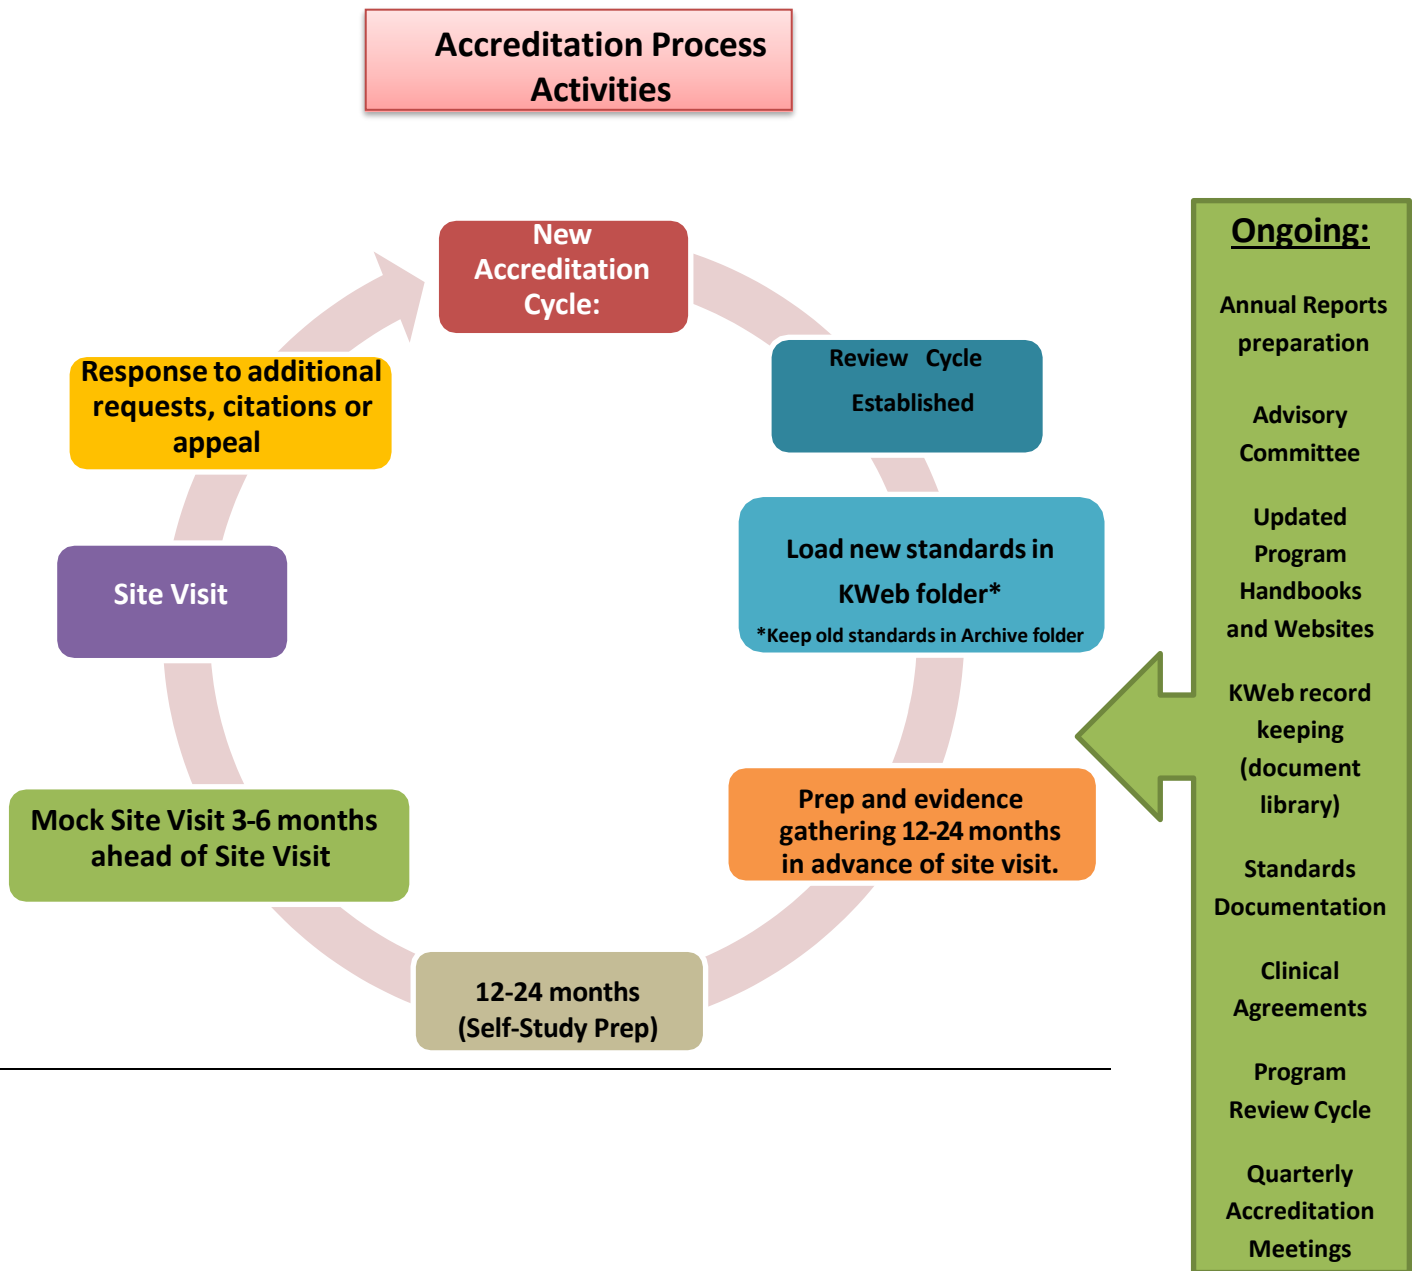 Accreditation Process
Activities
New
Accreditation
Cycle:
Review Cycle
Established
Load new standards in
KWeb folder*
*Keep old standards in Archive folder
Prep and evidence
gathering 12-24 months
in advance of site visit.
12-24 months
(Self-Study Prep)
Mock Site Visit 3-6 months
ahead of Site Visit
Site Visit
Response to additional
requests, citations or
appeal
Ongoing:
Annual Reports
preparation
Advisory
Committee
Updated
Program
Handbooks
and Websites
KWeb record
keeping
(document
library)
Standards
Documentation
Clinical
Agreements
Program
Review Cycle
Quarterly
Accreditation
Meetings